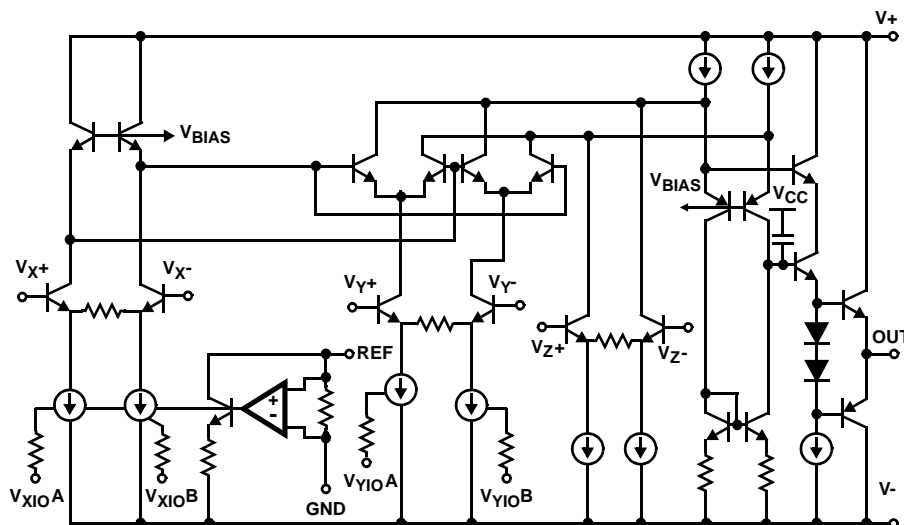 V+
VBIAS
VBIAS
VCC
VX+
VX-
VY+
VY-
VZ+
VZ-
OUT
REF
+
-
VXIOA
VXIOB
VYIOA
VYIOB
GND
V-